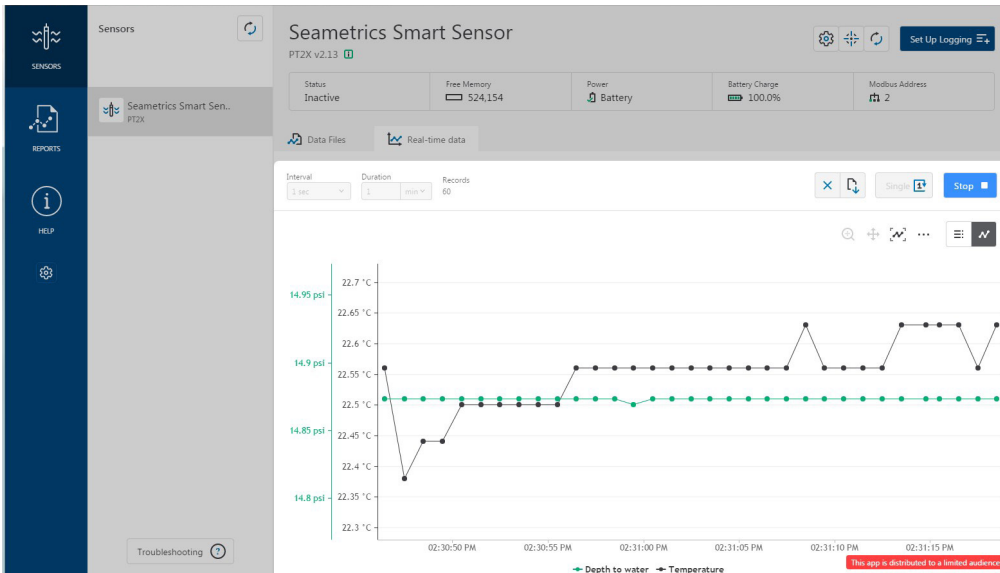 SENSORS
REPORTS
HELP
Sensors
Seametrics Smart Sen..
PT2X
Troubleshooting ?
Seametrics Smart Sensor
PT2X v2.13
Set Up Logging
Status
Inactive
Free Memory
524,154
Power
Battery
Battery Charge
100.0%
Modbus Address
2
Data Files
Real-time data
Interval
1 sec
Duration
1 min
Records
60
Single 1
Stop
14.95 psi
14.9 psi
14.85 psi
14.8 psi
22.7 °C
22.65 °C
22.6 °C
22.55 °C
22.5 °C
22.45 °C
22.4 °C
22.35 °C
22.3 °C
02:30:50 PM
02:30:55 PM
02:31:00 PM
02:31:05 PM
02:31:10 PM
02:31:15 PM
Depth to water
Temperature
This app is distributed to a limited audience